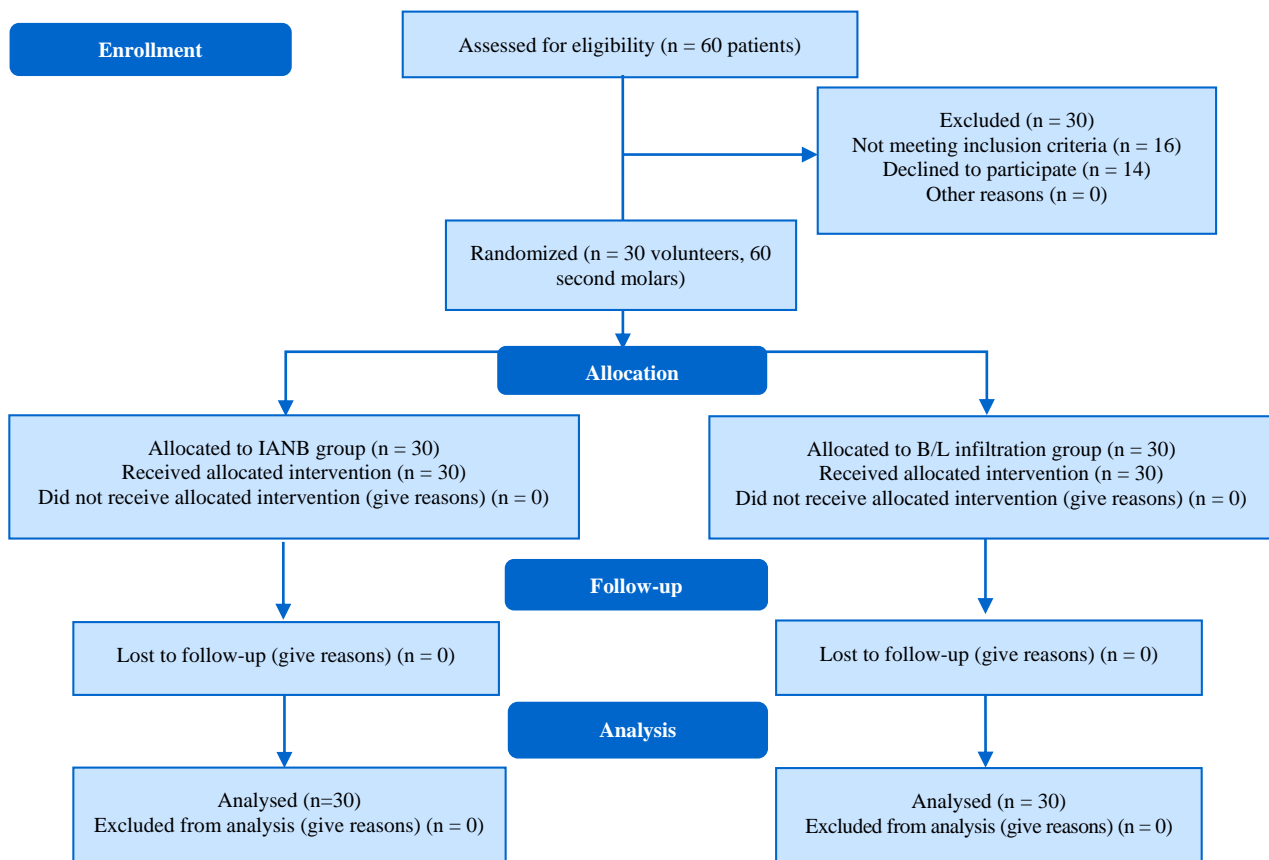 Enrollment
Assessed for eligibility (n = 60 patients)
Excluded (n = 30)
Not meeting inclusion criteria (n = 16)
Declined to participate (n = 14)
Other reasons (n = 0)
Randomized (n = 30 volunteers, 60
second molars)
Allocation
Allocated to IANB group (n = 30)
Received allocated intervention (n = 30)
Did not receive allocated intervention (give reasons) (n = 0)
Allocated to B/L infiltration group (n = 30)
Received allocated intervention (n = 30)
Did not receive allocated intervention (give reasons) (n = 0)
Follow-up
Lost to follow-up (give reasons) (n = 0)
Lost to follow-up (give reasons) (n = 0)
Analysis
Analysed (n=30)
Excluded from analysis (give reasons) (n = 0)
Analysed (n = 30)
Excluded from analysis (give reasons) (n = 0)